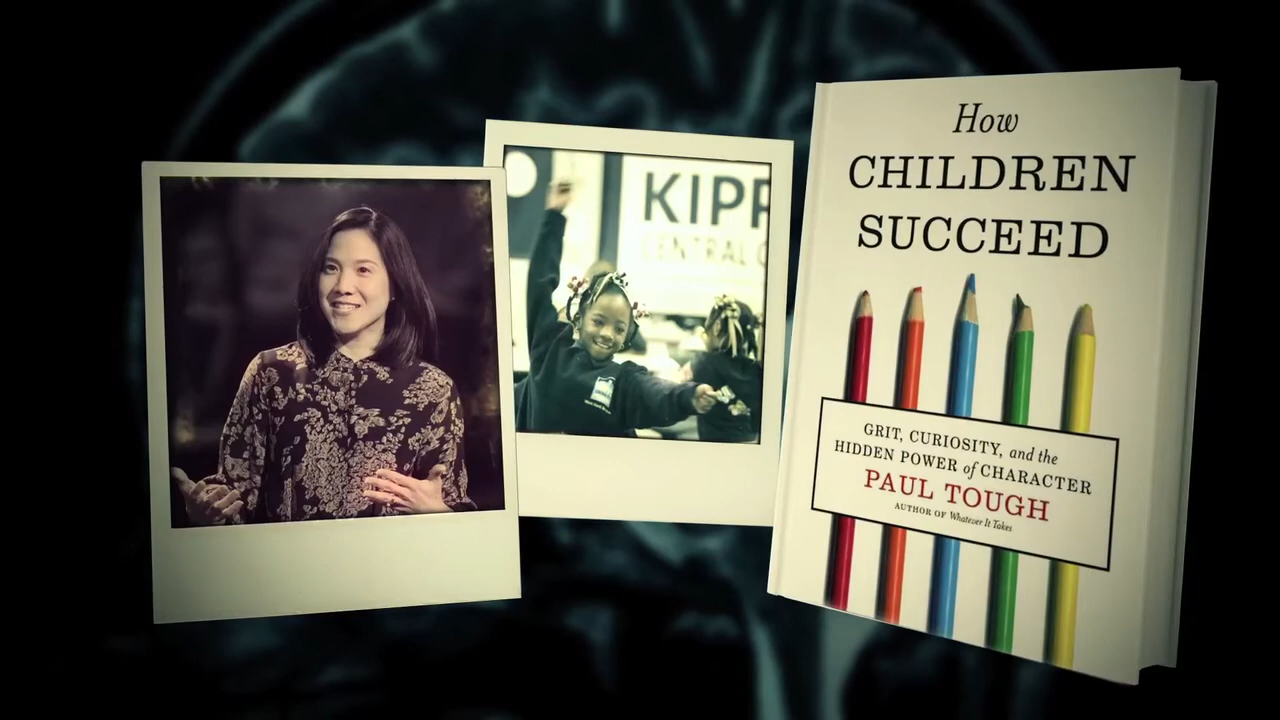 KIPP
CENTRAL C
How
CHILDREN
SUCCEED
GRIT, CURIOSITY, and the
HIDDEN POWER of CHARACTER
PAUL TOUGH
AUTHOR OF Whatever It Takes